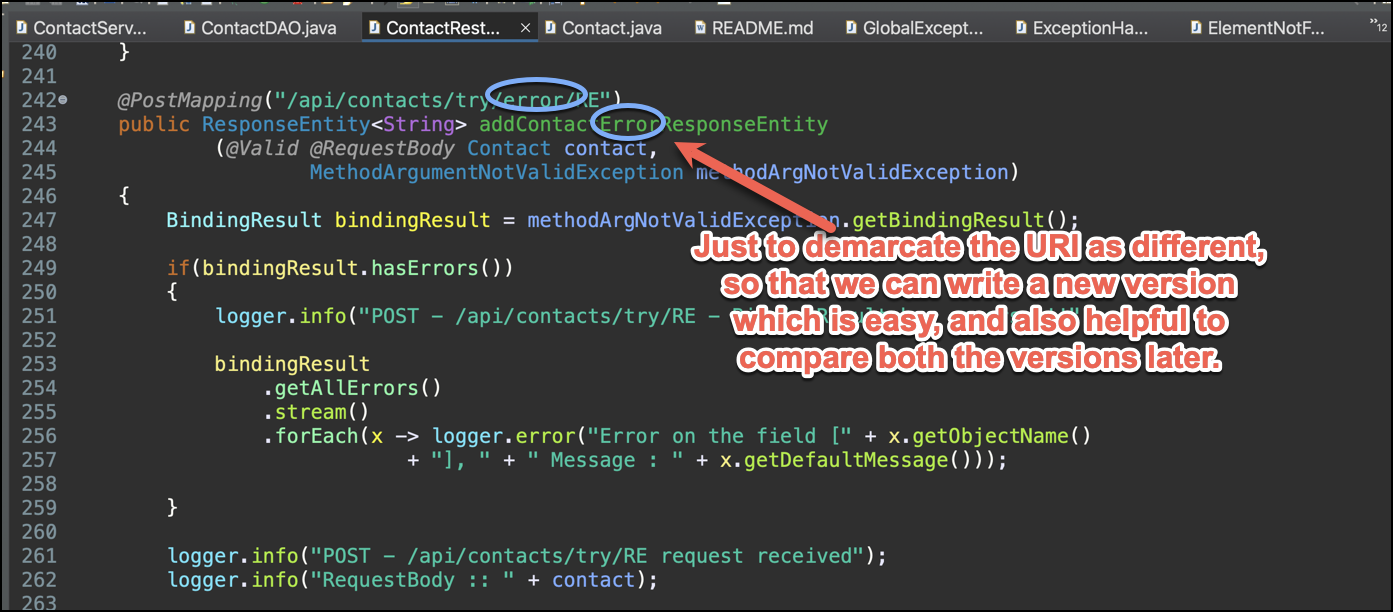 ContactServ... ContactDAO.java ContactRest... × Contact.java README.md GlobalExcept... ExceptionHa... ElementNotF... »12
240 }
241
242 @PostMapping("/api/contacts/try/error/RE")
243 public ResponseEntity<String> addContactErrorResponseEntity
244 (@Valid @RequestBody Contact contact,
245 MethodArgumentNotValidException methodArgNotValidException)
246 {
247 BindingResult bindingResult = methodArgNotValidException.getBindingResult();
248
249 if(bindingResult.hasErrors())
250 {
251 logger.info("POST – /api/contacts/try/RE –
252
253 bindingResult
254 .getAllErrors()
255 .stream()
256 .forEach(x -> logger.error("Error on the field [" + x.getObjectName()
257 + "], " + " Message : " + x.getDefaultMessage()));
258
259 }
260
261 logger.info("POST – /api/contacts/try/RE request received");
262 logger.info("RequestBody :: " + contact);
263
Just to demarcate the URI as different,
so that we can write a new version
which is easy, and also helpful to
compare both the versions later.